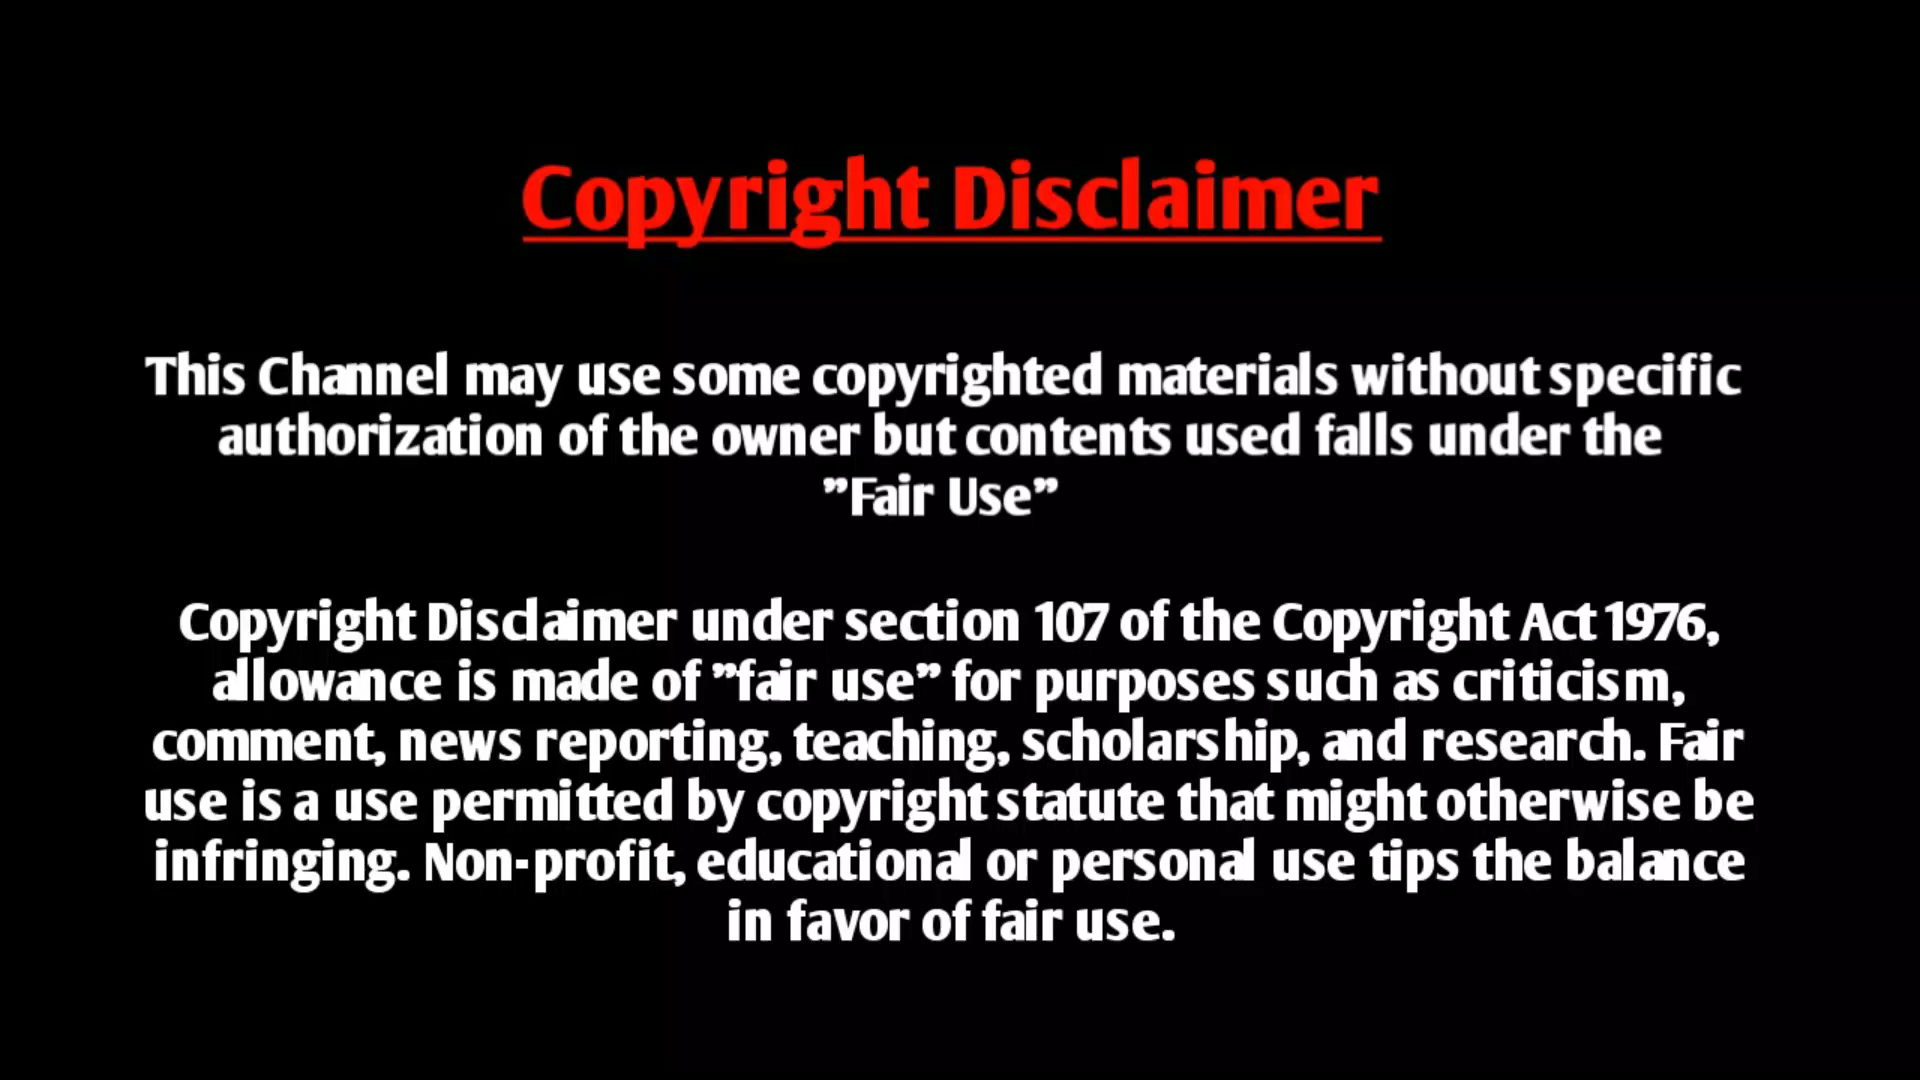 Copyright Disclaimer
This Channel may use some copyrighted materials without specific
authorization of the owner but contents used falls under the
”Fair Use”
Copyright Disclaimer under section 107 of the Copyright Act 1976,
allowance is made of ”fair use” for purposes such as criticism,
comment, news reporting, teaching, scholarship, and research. Fair
use is a use permitted by copyright statute that might otherwise be
infringing. Non-profit, educational or personal use tips the balance
in favor of fair use.